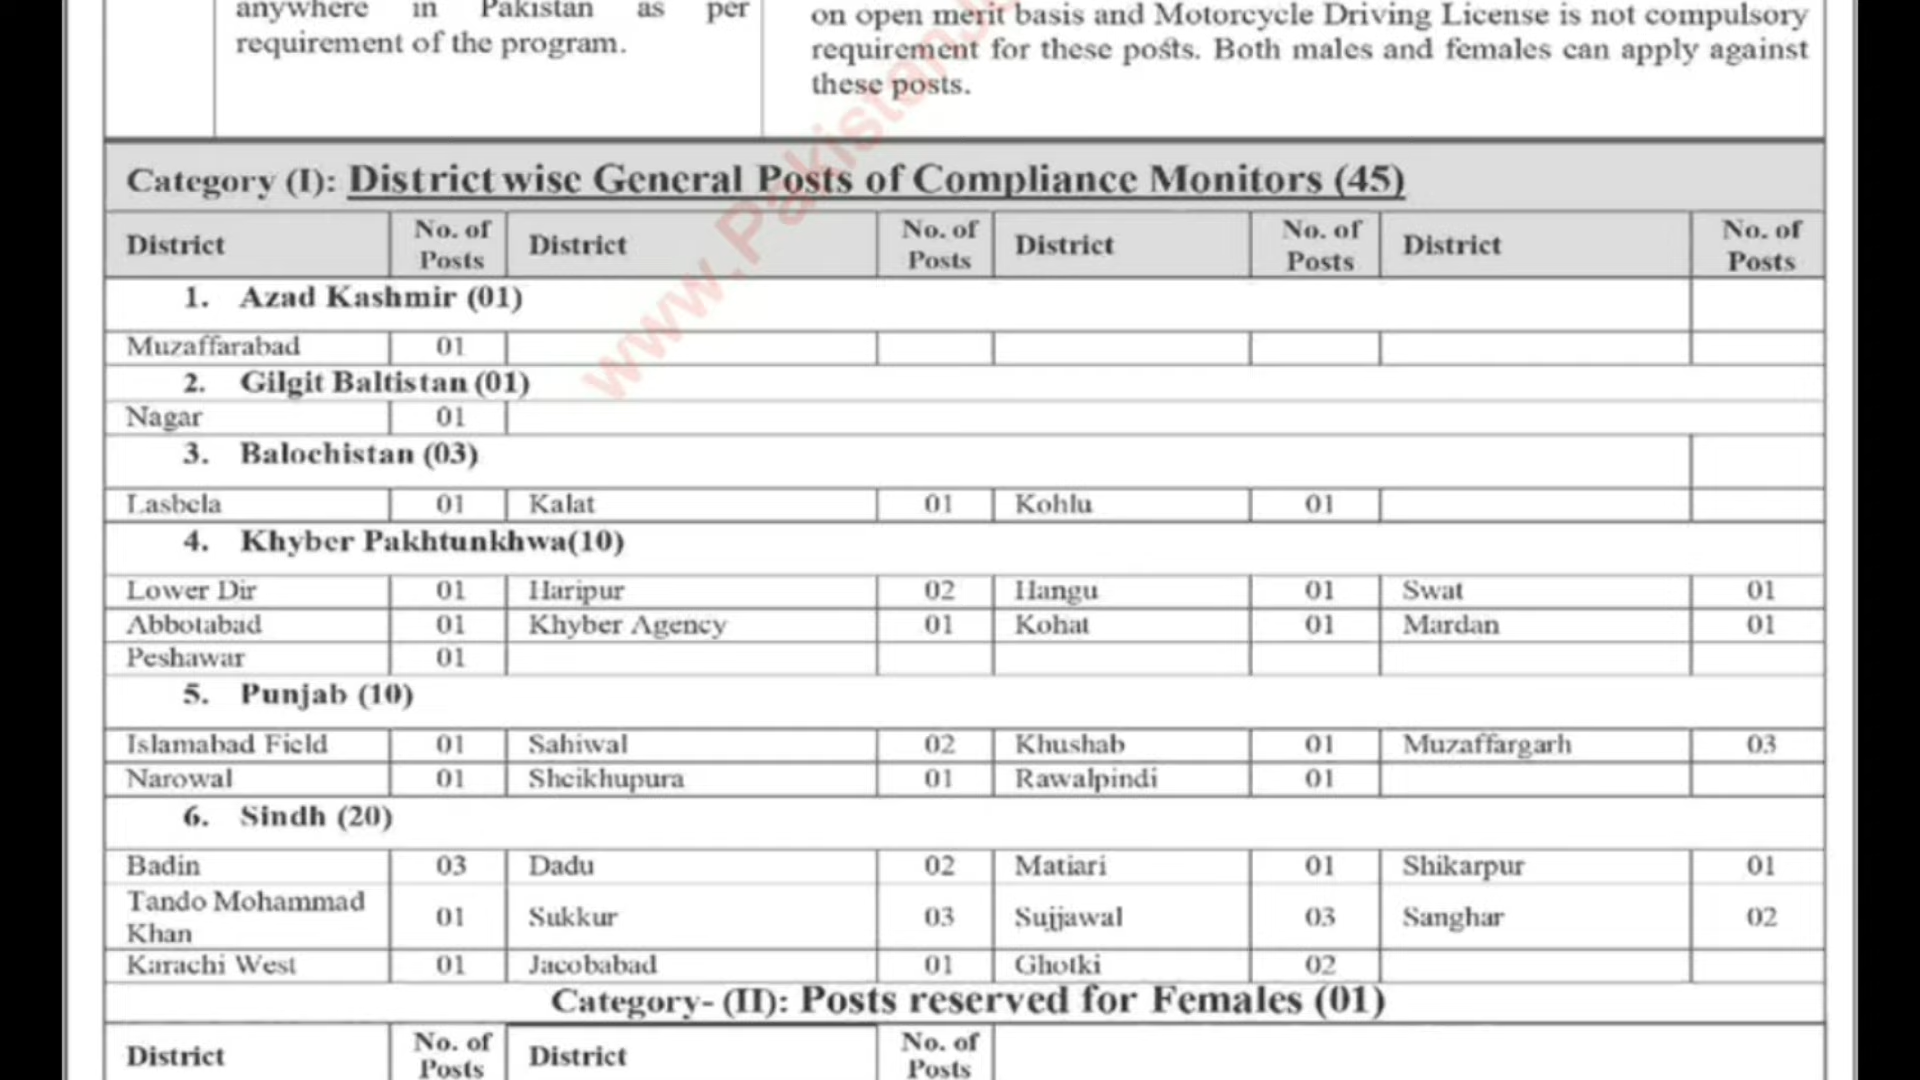 anywhere in Pakistan as per
requirement of the program.
on open merit basis and Motorcycle Driving License is not compulsory
requirement for these posts. Both males and females can apply against
these posts.
Category (I): District wise General Posts of Compliance Monitors (45)
District No. of Posts District No. of Posts District No. of Posts District No. of Posts
1. Azad Kashmir (01)
Muzaffarabad 01
2. Gilgit Baltistan (01)
Nagar 01
3. Balochistan (03)
Lasbela 01 Kalat 01 Kohlu 01
4. Khyber Pakhtunkhwa(10)
Lower Dir 01 Haripur 02 Hangu 01 Swat 01
Abbotabad 01 Khyber Agency 01 Kohat 01 Mardan 01
Peshawar 01
5. Punjab (10)
Islamabad Field 01 Sahiwal 02 Khushab 01 Muzaffargarh 03
Narowal 01 Sheikhupura 01 Rawalpindi 01
6. Sindh (20)
Badin 03 Dadu 02 Matiari 01 Shikarpur 01
Tando Mohammad Khan 01 Sukkur 03 Sujjawal 03 Sanghar 02
Karachi West 01 Jacobabad 01 Ghotki 02
Category- (II): Posts reserved for Females (01)
District No. of Posts District No. of Posts